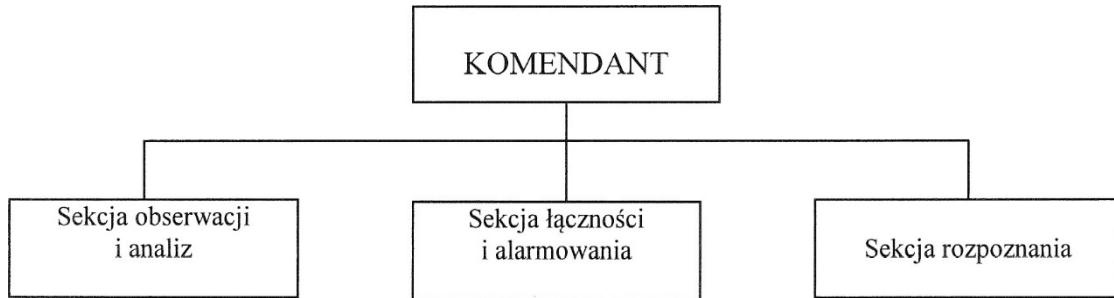 KOMENDANT
Sekcja obserwacji
i analiz
Sekcja łączności
i alarmowania
Sekcja rozpoznania